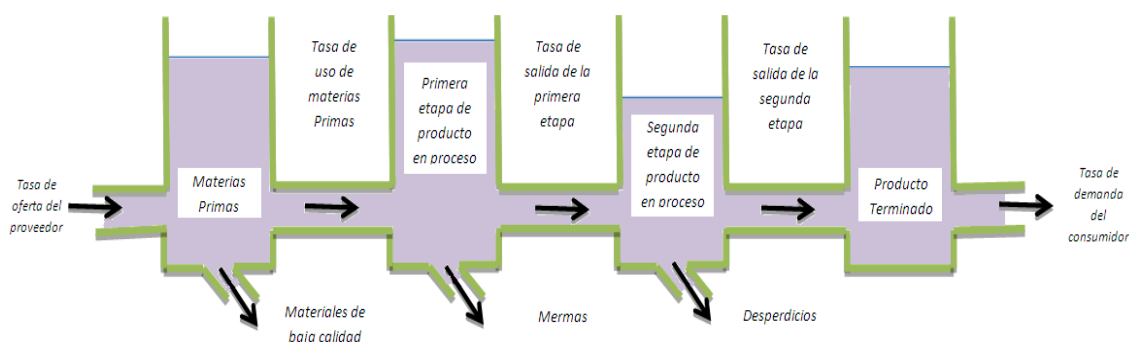 Tasa de
oferta del
proveedor
Materias
Primas
Tasa de
uso de
materias
Primas
Primera
etapa de
producto
en proceso
Tasa de
salida de la
primera
etapa
Segunda
etapa de
producto
en proceso
Tasa de
salida de la
segunda
etapa
Producto
Terminado
Tasa de
demanda
del
consumidor
Materiales de
baja calidad
Mermas
Desperdicios